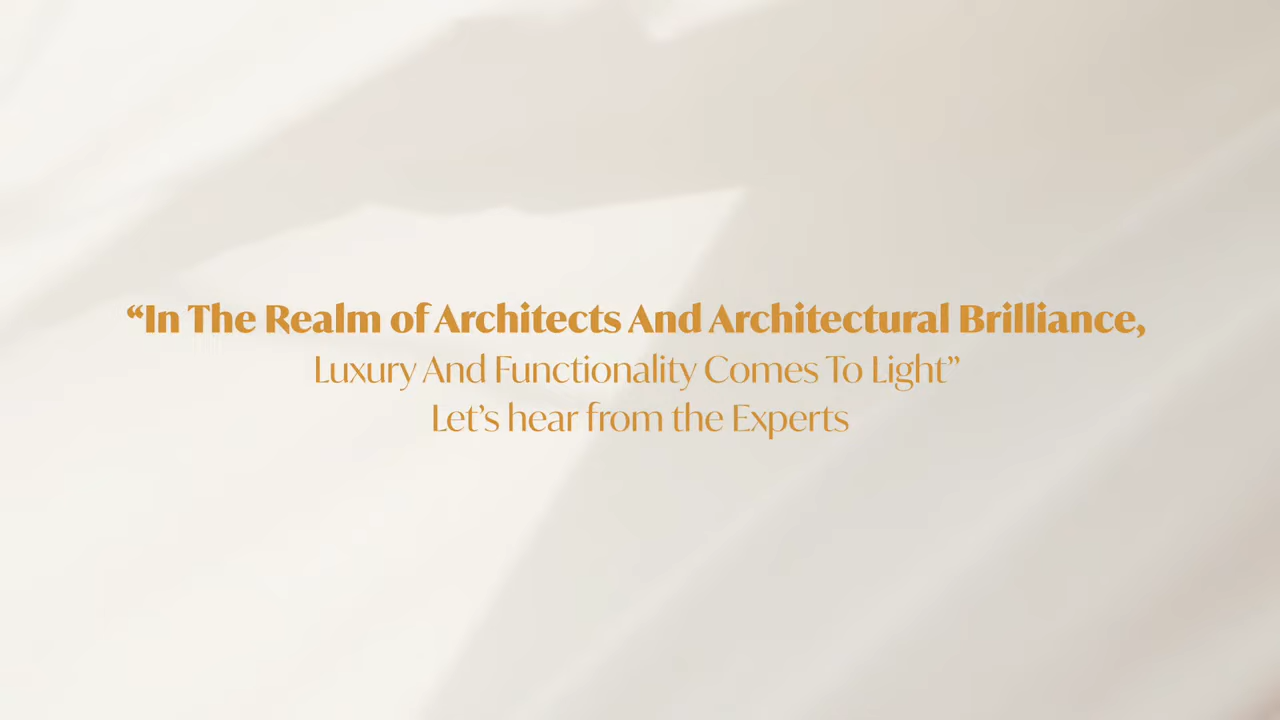 “In The Realm of Architects And Architectural Brilliance,
Luxury And Functionality Comes To Light”
Let’s hear from the Experts